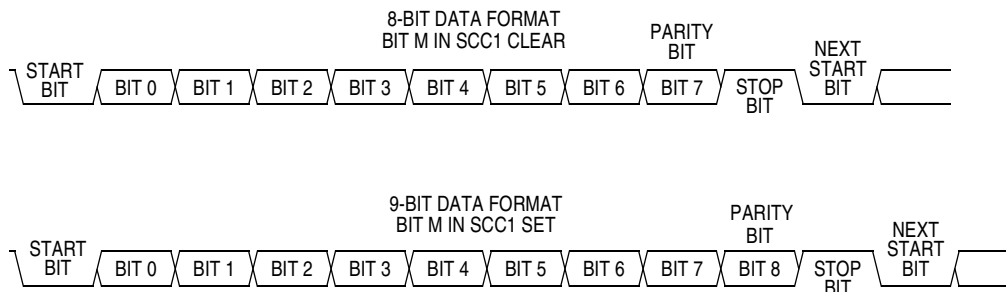 8-BIT DATA FORMAT
BIT M IN SCC1 CLEAR
PARITY
BIT
START
BIT
BIT 0
BIT 1
BIT 2
BIT 3
BIT 4
BIT 5
BIT 6
BIT 7
STOP
BIT
NEXT
START
BIT
9-BIT DATA FORMAT
BIT M IN SCC1 SET
PARITY
BIT
START
BIT
BIT 0
BIT 1
BIT 2
BIT 3
BIT 4
BIT 5
BIT 6
BIT 7
BIT 8
STOP
BIT
NEXT
START
BIT